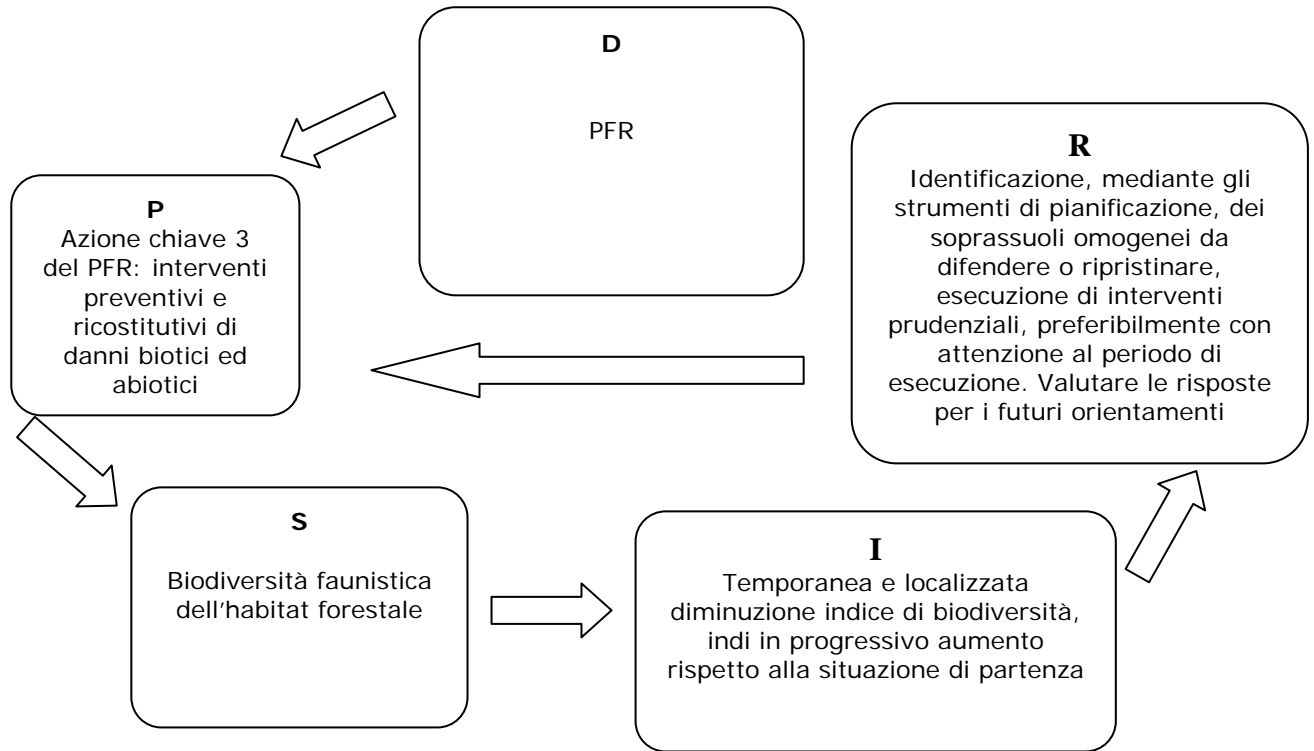 D
PFR
P
Azione chiave 3
del PFR: interventi
preventivi e
ricostitutivi di
danni biotici ed
abiotici
S
Biodiversità faunistica
dell'habitat forestale
I
Temporanea e localizzata
diminuzione indice di biodiversità,
indi in progressivo aumento
rispetto alla situazione di partenza
R
Identificazione, mediante gli
strumenti di pianificazione, dei
soprassuoli omogenei da
difendere o ripristinare,
esecuzione di interventi
prudenziali, preferibilmente con
attenzione al periodo di
esecuzione. Valutare le risposte
per i futuri orientamenti